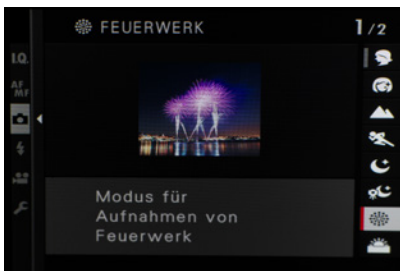 FEUERWERK
1/2
I.Q.
AF
MF
Modus für
Aufnahmen von
Feuerwerk